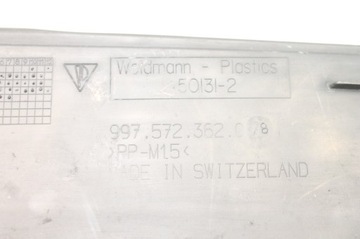 Waldmann - Plastics
50131-2
997.572.362.0
>PP-M15<
MADE IN SWITZERLAND